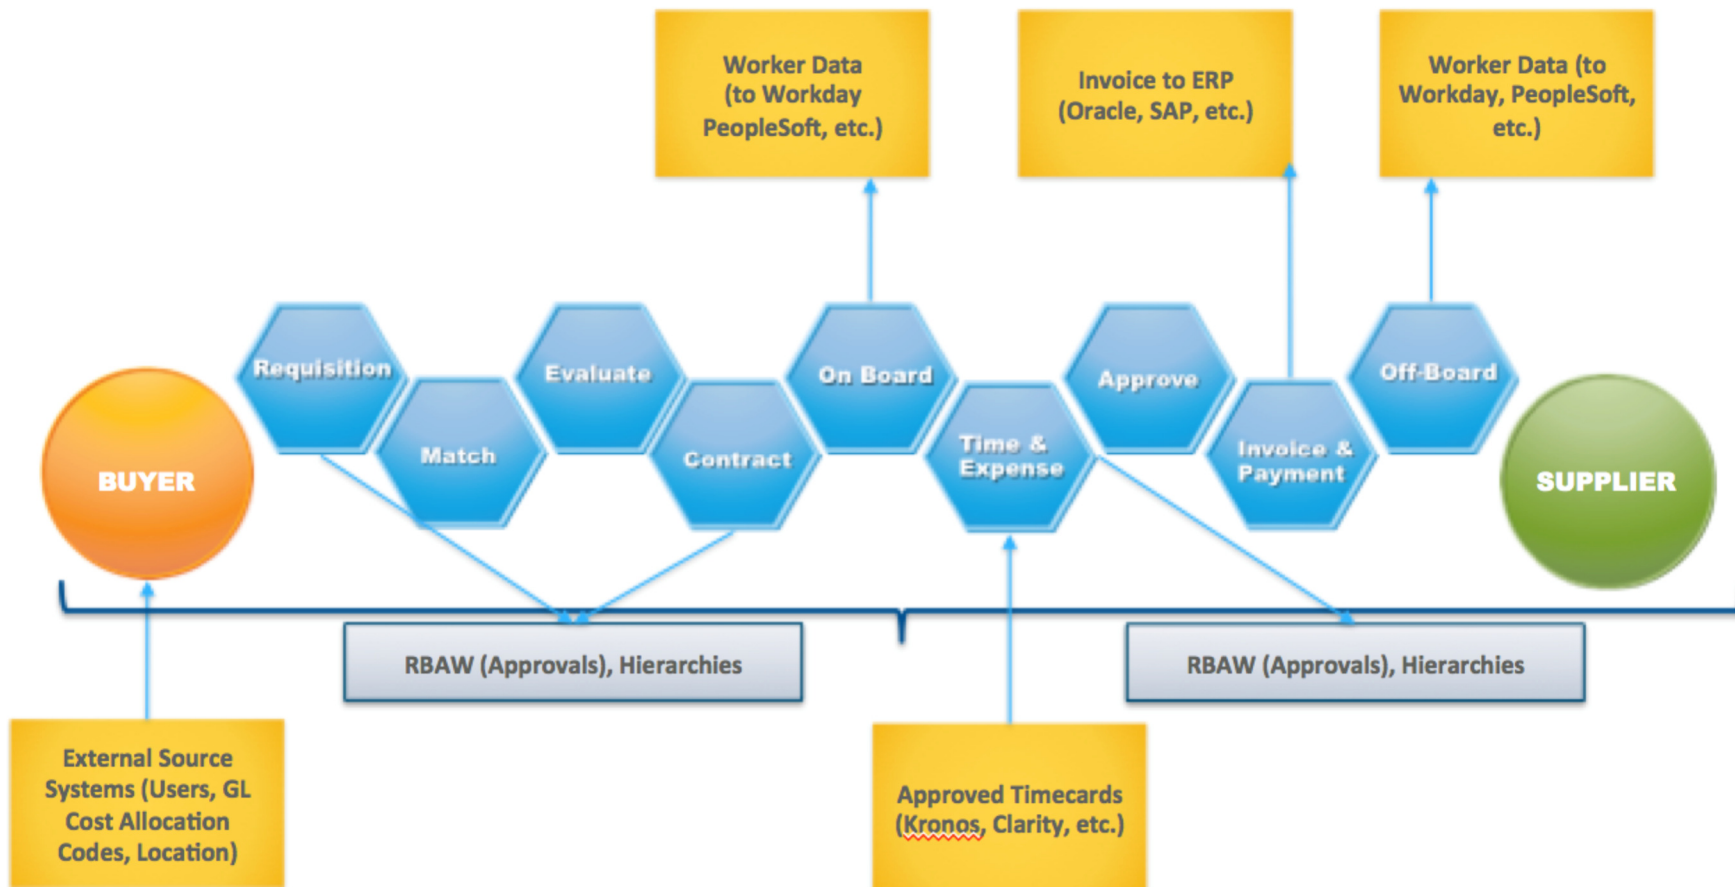 Worker Data
(to Workday
PeopleSoft, etc.)
Invoice to ERP
(Oracle, SAP, etc.)
Worker Data (to
Workday, PeopleSoft,
etc.)
BUYER
Requisition
Match
Evaluate
Contract
On Board
Time &
Expense
Approve
Invoice &
Payment
Off-Board
SUPPLIER
RBAW (Approvals), Hierarchies
RBAW (Approvals), Hierarchies
External Source
Systems (Users, GL
Cost Allocation
Codes, Location)
Approved Timecards
(Kronos, Clarity, etc.)